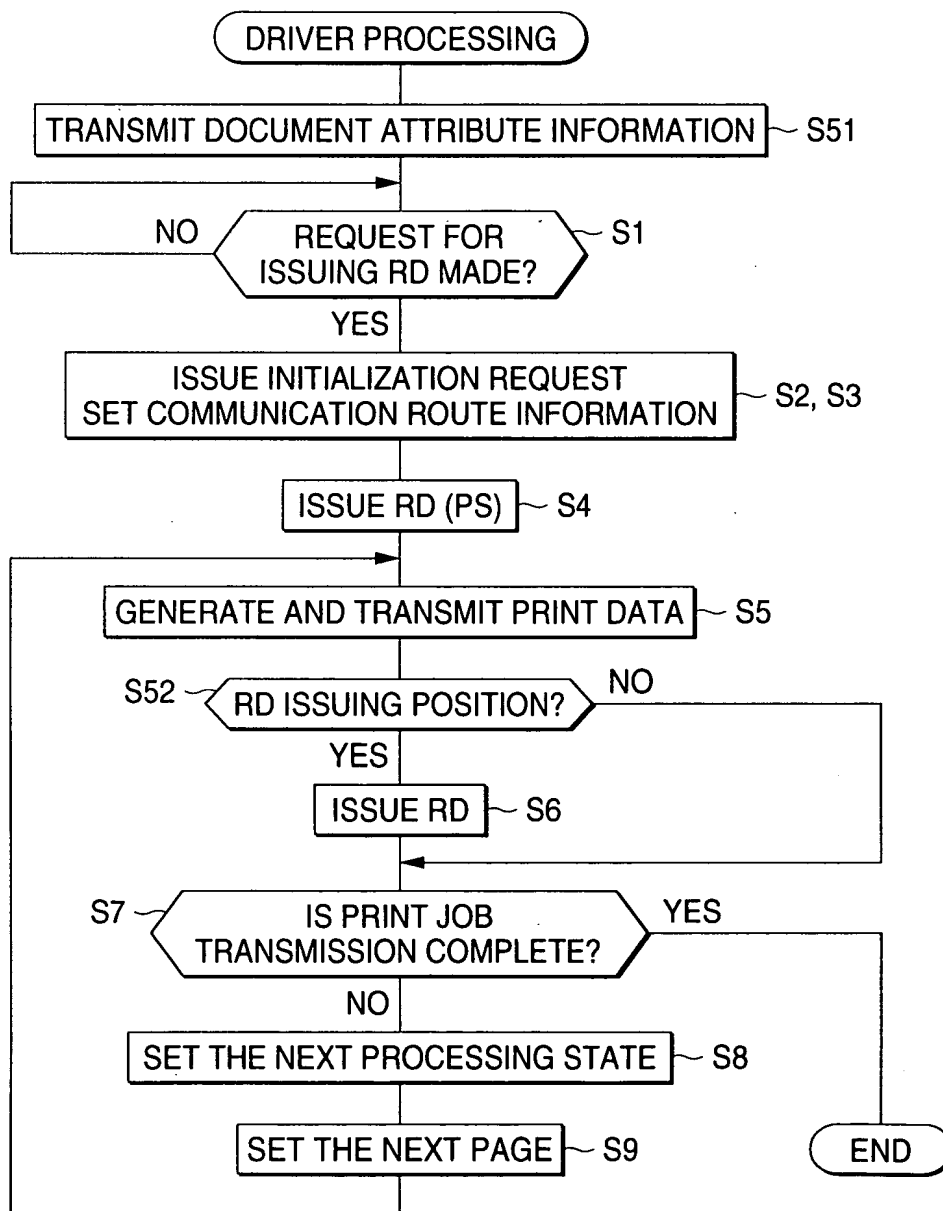 DRIVER PROCESSING
TRANSMIT DOCUMENT ATTRIBUTE INFORMATION
S51
NO
REQUEST FOR
ISSUING RD MADE?
S1
YES
ISSUE INITIALIZATION REQUEST
SET COMMUNICATION ROUTE INFORMATION
S2, S3
ISSUE RD (PS)
S4
GENERATE AND TRANSMIT PRINT DATA
S5
S52
RD ISSUING POSITION?
NO
YES
ISSUE RD
S6
S7
IS PRINT JOB
TRANSMISSION COMPLETE?
YES
NO
SET THE NEXT PROCESSING STATE
S8
SET THE NEXT PAGE
S9
END